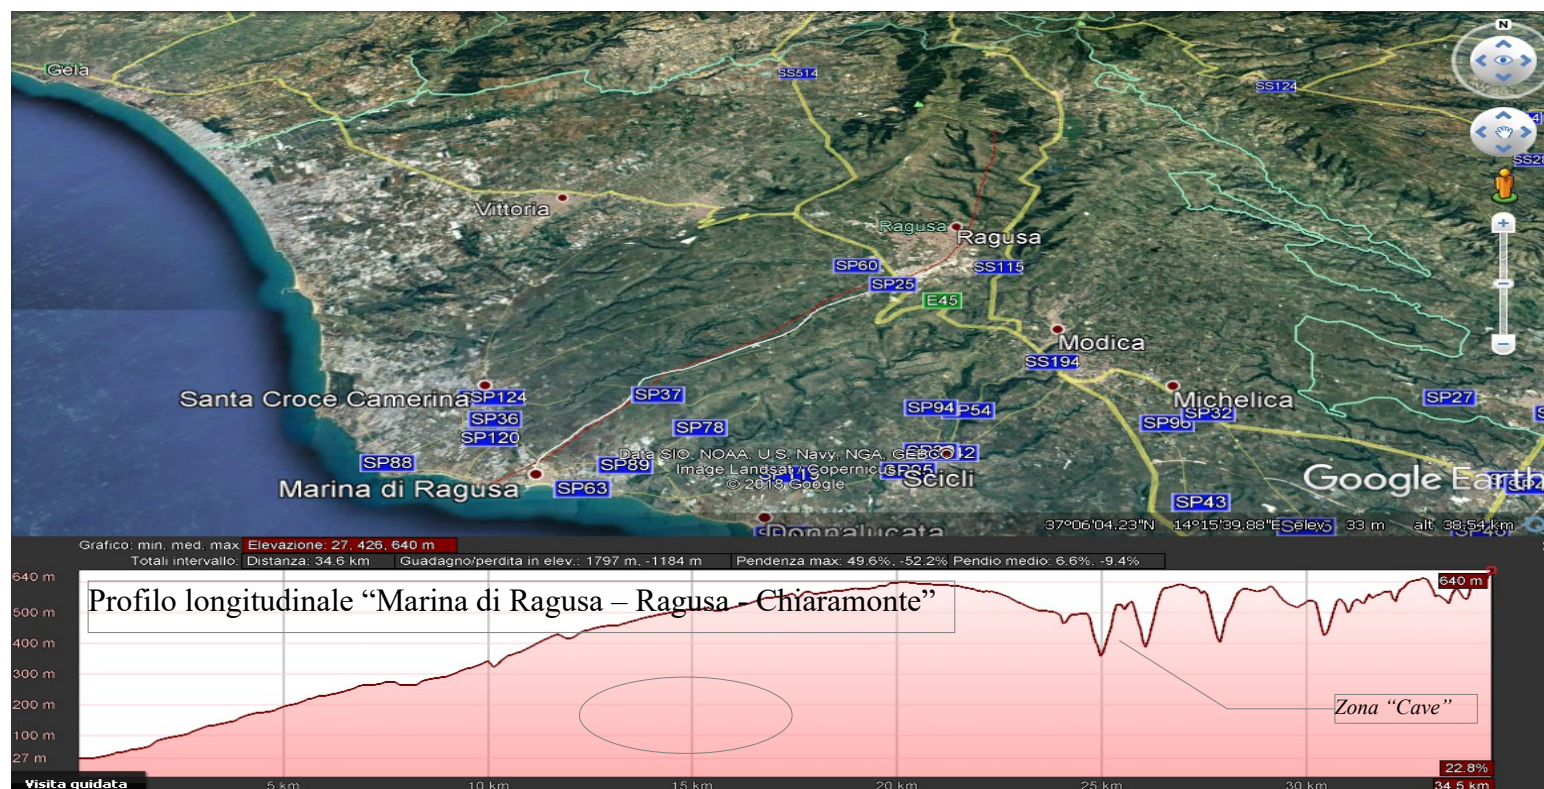 N
Gela
SS514
SS124
Vittoria
Ragusa
Ragusa
SP60
SS115
SP25
E45
Modica
SS194
Santa Croce Camerina
SP124
SP37
Michelica
SP27
SP36
SP94
SP54
SP32
SP120
SP78
SP88
SP89
Data SIO, NOAA, U.S. Navy, NGA, GEBCO
Image Landsat / Copernicus
© 2018 Google
Marina di Ragusa
SP63
Scicli
Google Earth
SP43
Donnalucata
37°06'04.23"N 14°15'39.88"E elev 33 m alt 38.54 km
Grafico: min. med. max Elevazione: 27, 426, 640 m
Totali intervallo: Distanza: 34.6 km Guadagno/perdita in elev.: 1797 m, -1184 m Pendenza max: 49.6%, -52.2% Pendio medio: 6.6%, -9.4%
640 m
640 m
Profilo longitudinale “Marina di Ragusa – Ragusa - Chiaramonte”
500 m
400 m
300 m
200 m
Zona “Cave”
100 m
27 m
22.8%
Visita guidata
5 km
10 km
15 km
20 km
25 km
30 km
34.5 km